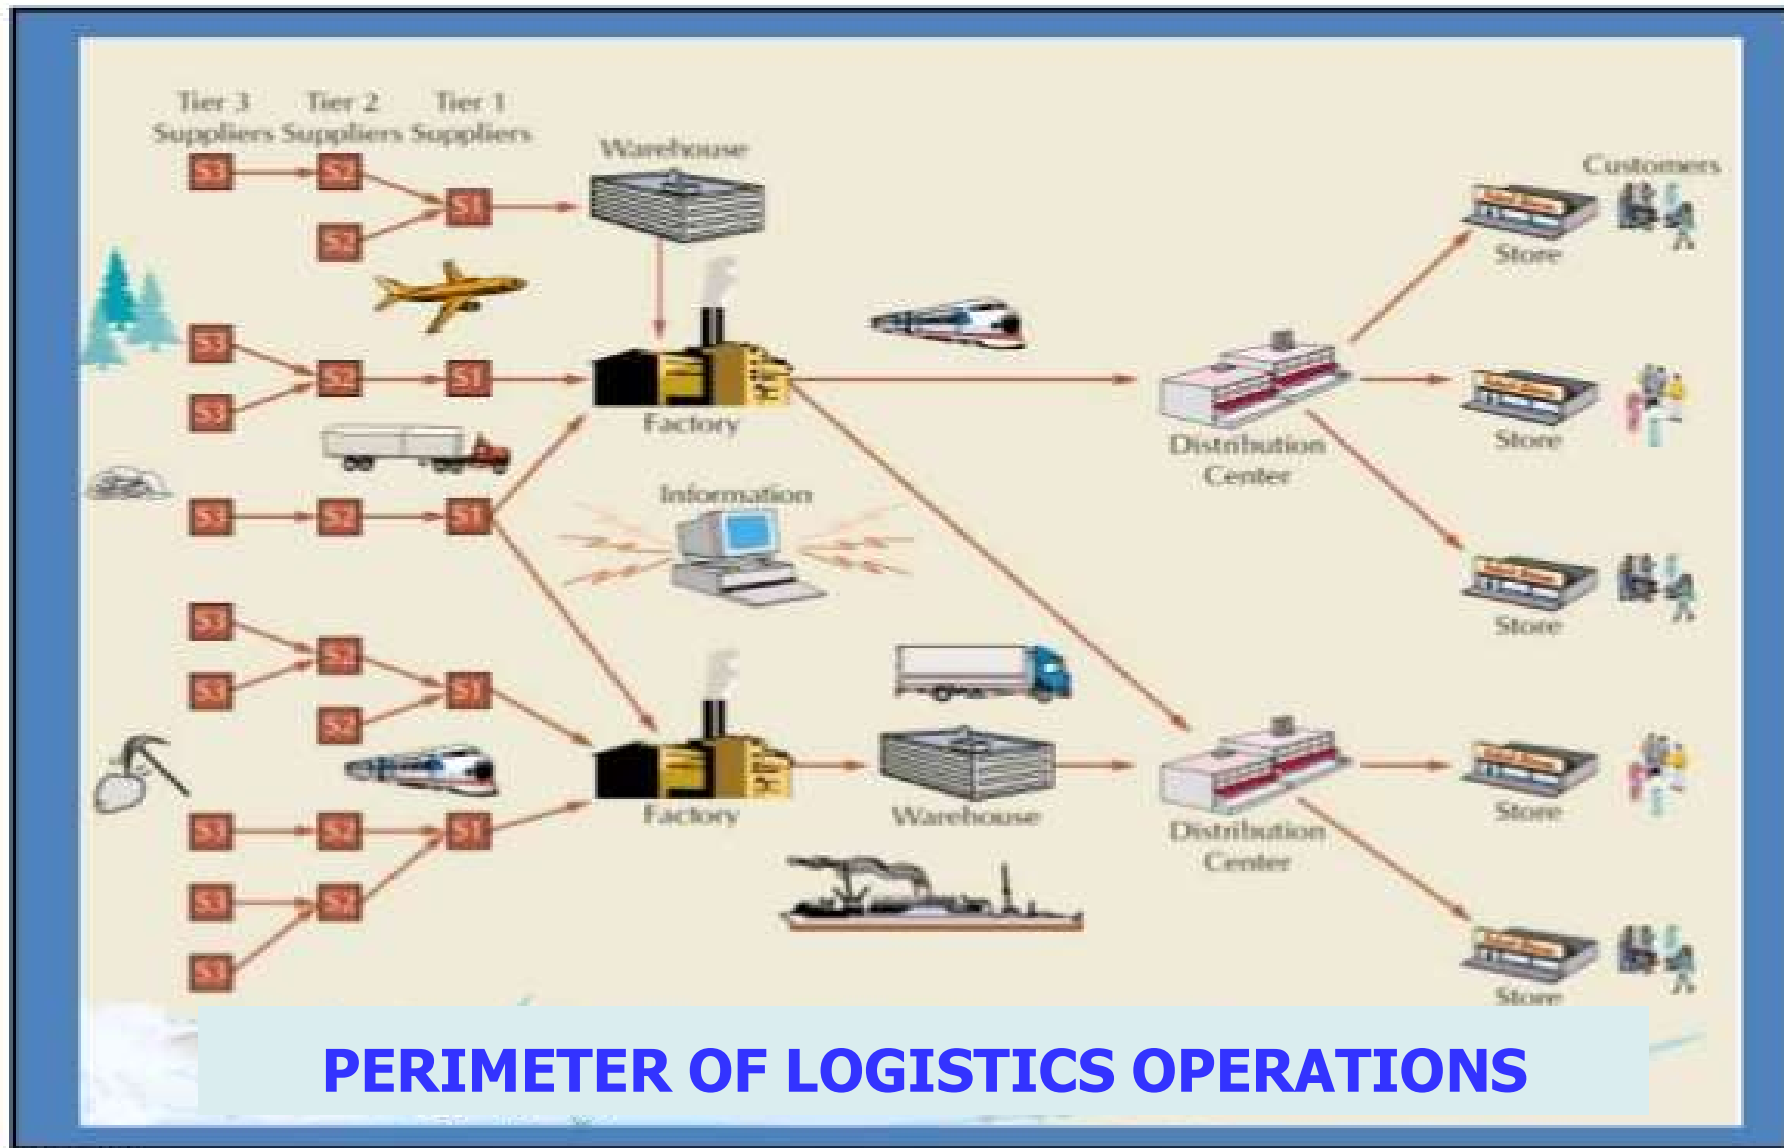 Tier 3
Suppliers
Tier 2
Suppliers
Tier 1
Suppliers
Warehouse
Customers
S3
S2
S1
S2
Store
S3
S3
S2
S1
Factory
Distribution
Center
Store
Information
S3
S2
S1
Store
S3
S3
S2
S2
S1
Factory
Warehouse
Distribution
Center
Store
S3
S2
S1
S3
S2
S3
Store
PERIMETER OF LOGISTICS OPERATIONS